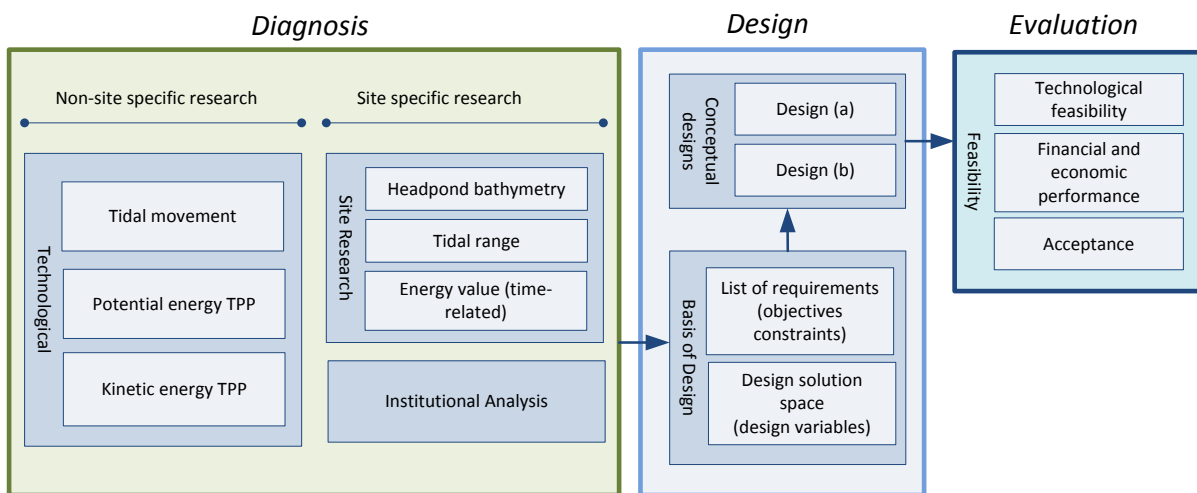 Diagnosis
Non-site specific research
Site specific research
Technological
Tidal movement
Potential energy TPP
Kinetic energy TPP
Site Research
Headpond bathymetry
Tidal range
Energy value (time-
related)
Institutional Analysis
Design
Conceptual
designs
Design (a)
Design (b)
Basis of Design
List of requirements
(objectives
constraints)
Design solution
space
(design variables)
Evaluation
Feasibility
Technological
feasibility
Financial and
economic
performance
Acceptance